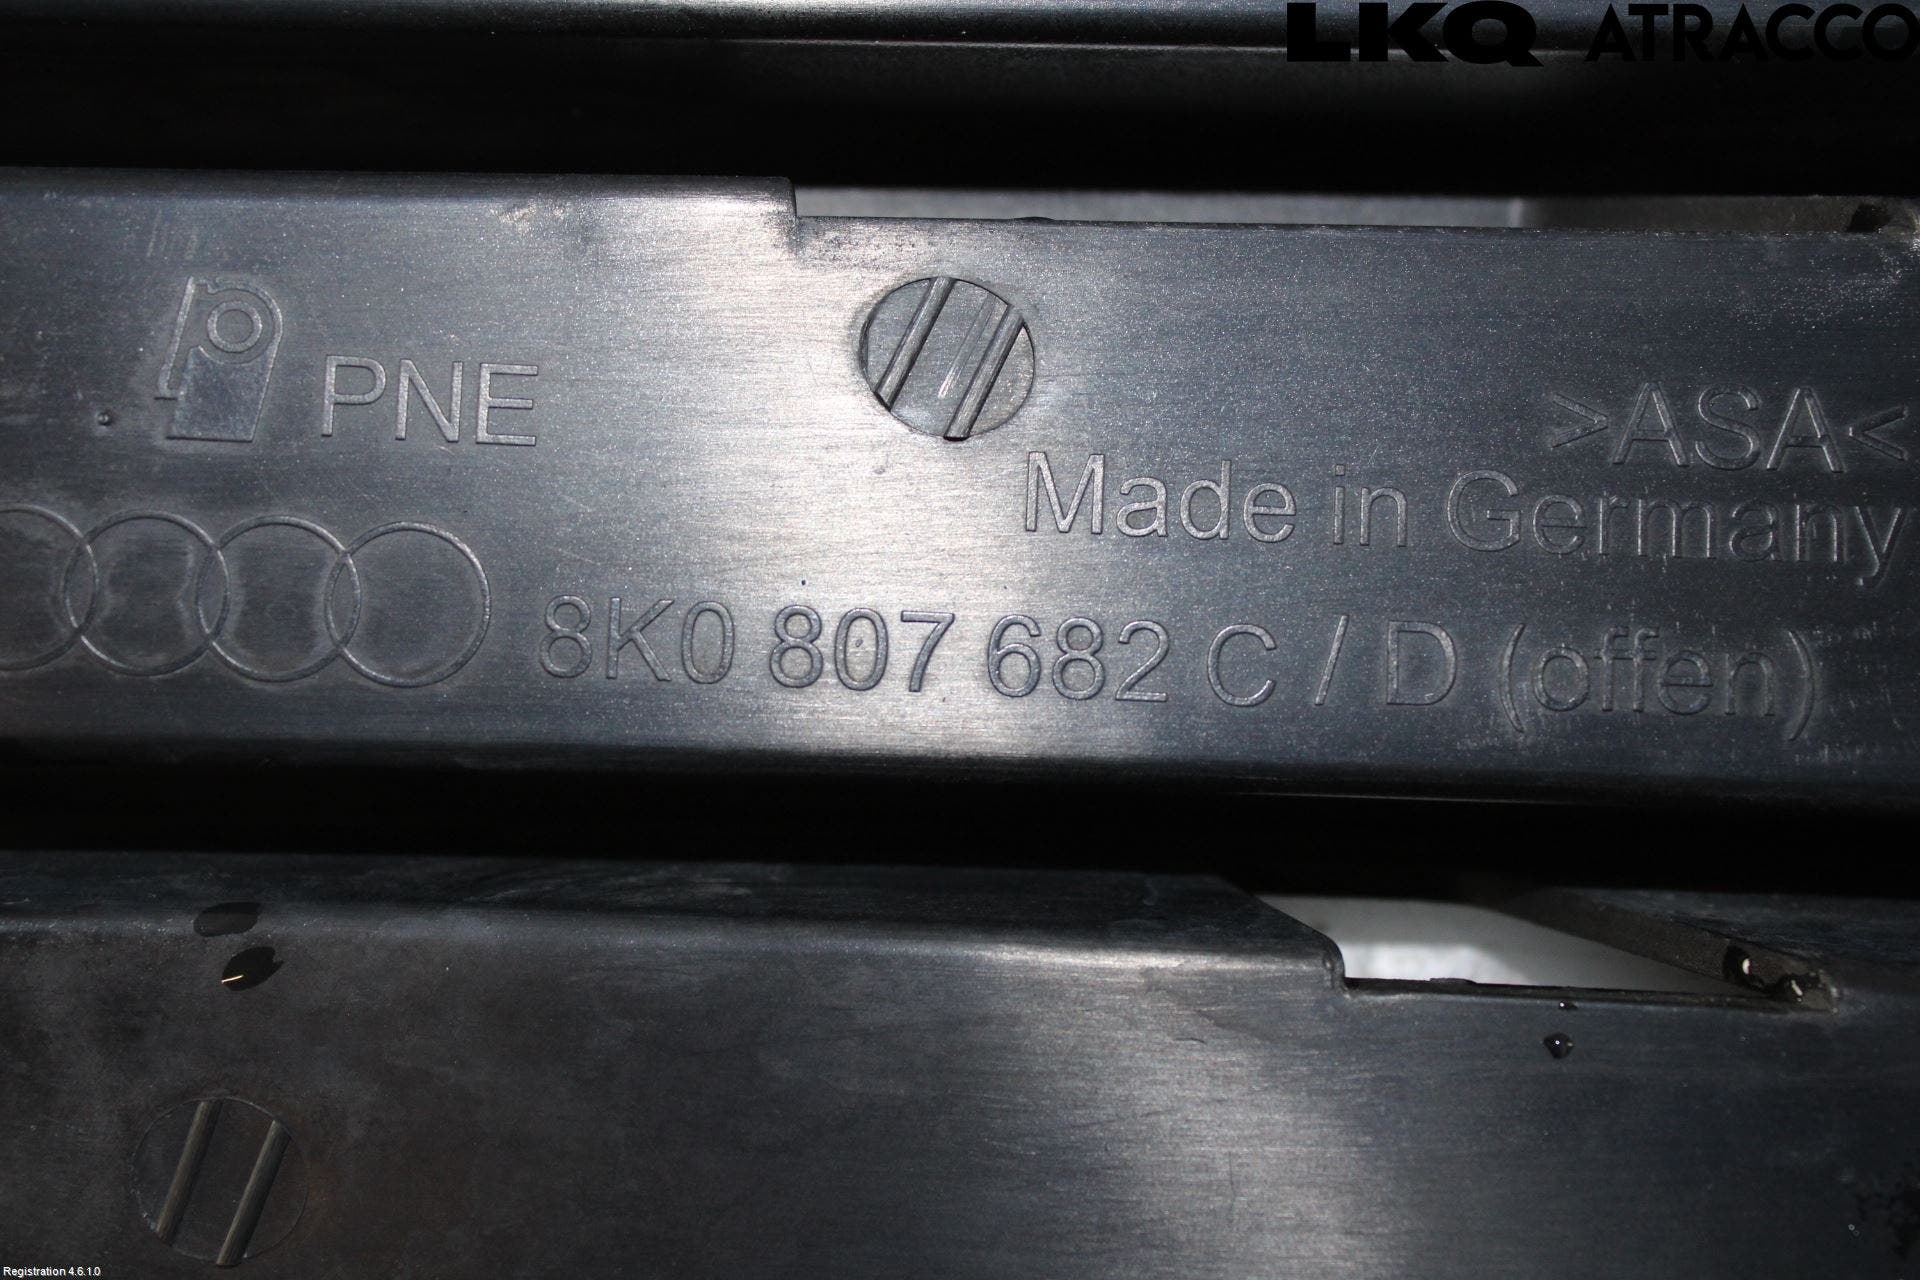 LKQ ATRACCO
PNE
>ASA<
Made in Germany
8K0 807 682 C / D (offen)
Registration 4.6.1.0